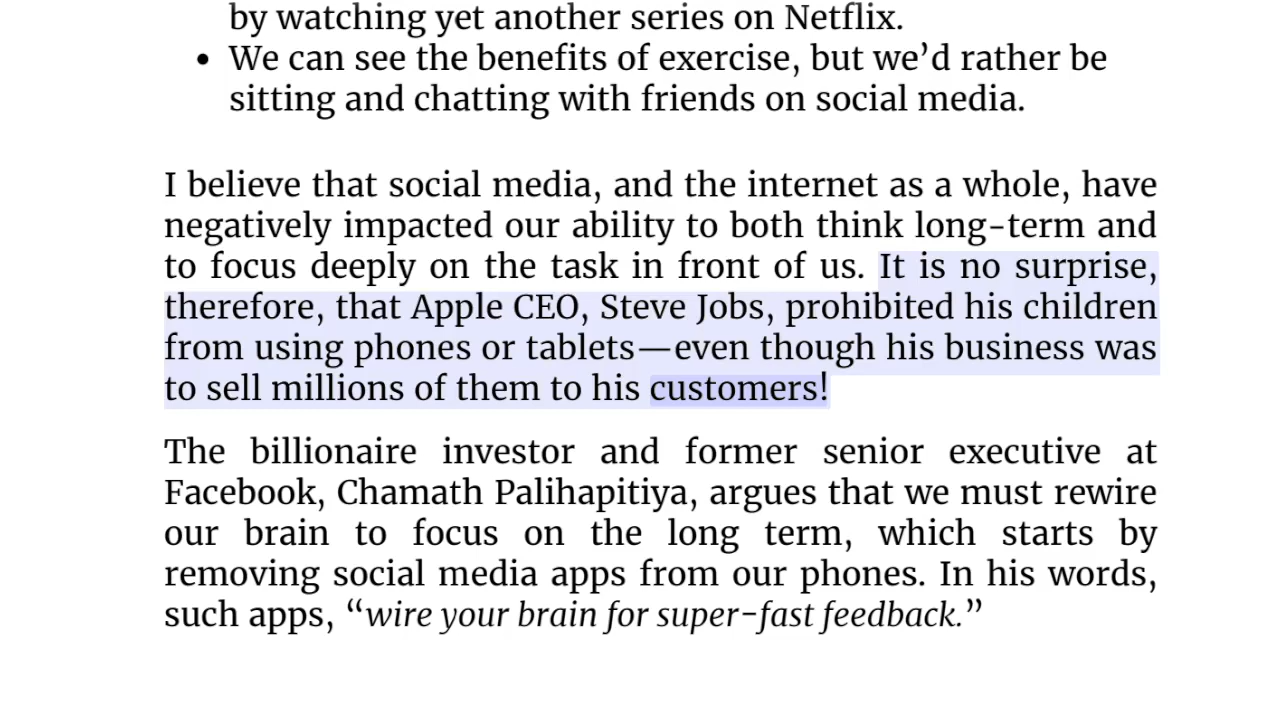 by watching yet another series on Netflix.
• We can see the benefits of exercise, but we’d rather be
sitting and chatting with friends on social media.
I believe that social media, and the internet as a whole, have
negatively impacted our ability to both think long-term and
to focus deeply on the task in front of us. It is no surprise,
therefore, that Apple CEO, Steve Jobs, prohibited his children
from using phones or tablets—even though his business was
to sell millions of them to his customers!
The billionaire investor and former senior executive at
Facebook, Chamath Palihapitiya, argues that we must rewire
our brain to focus on the long term, which starts by
removing social media apps from our phones. In his words,
such apps, “wire your brain for super-fast feedback.”